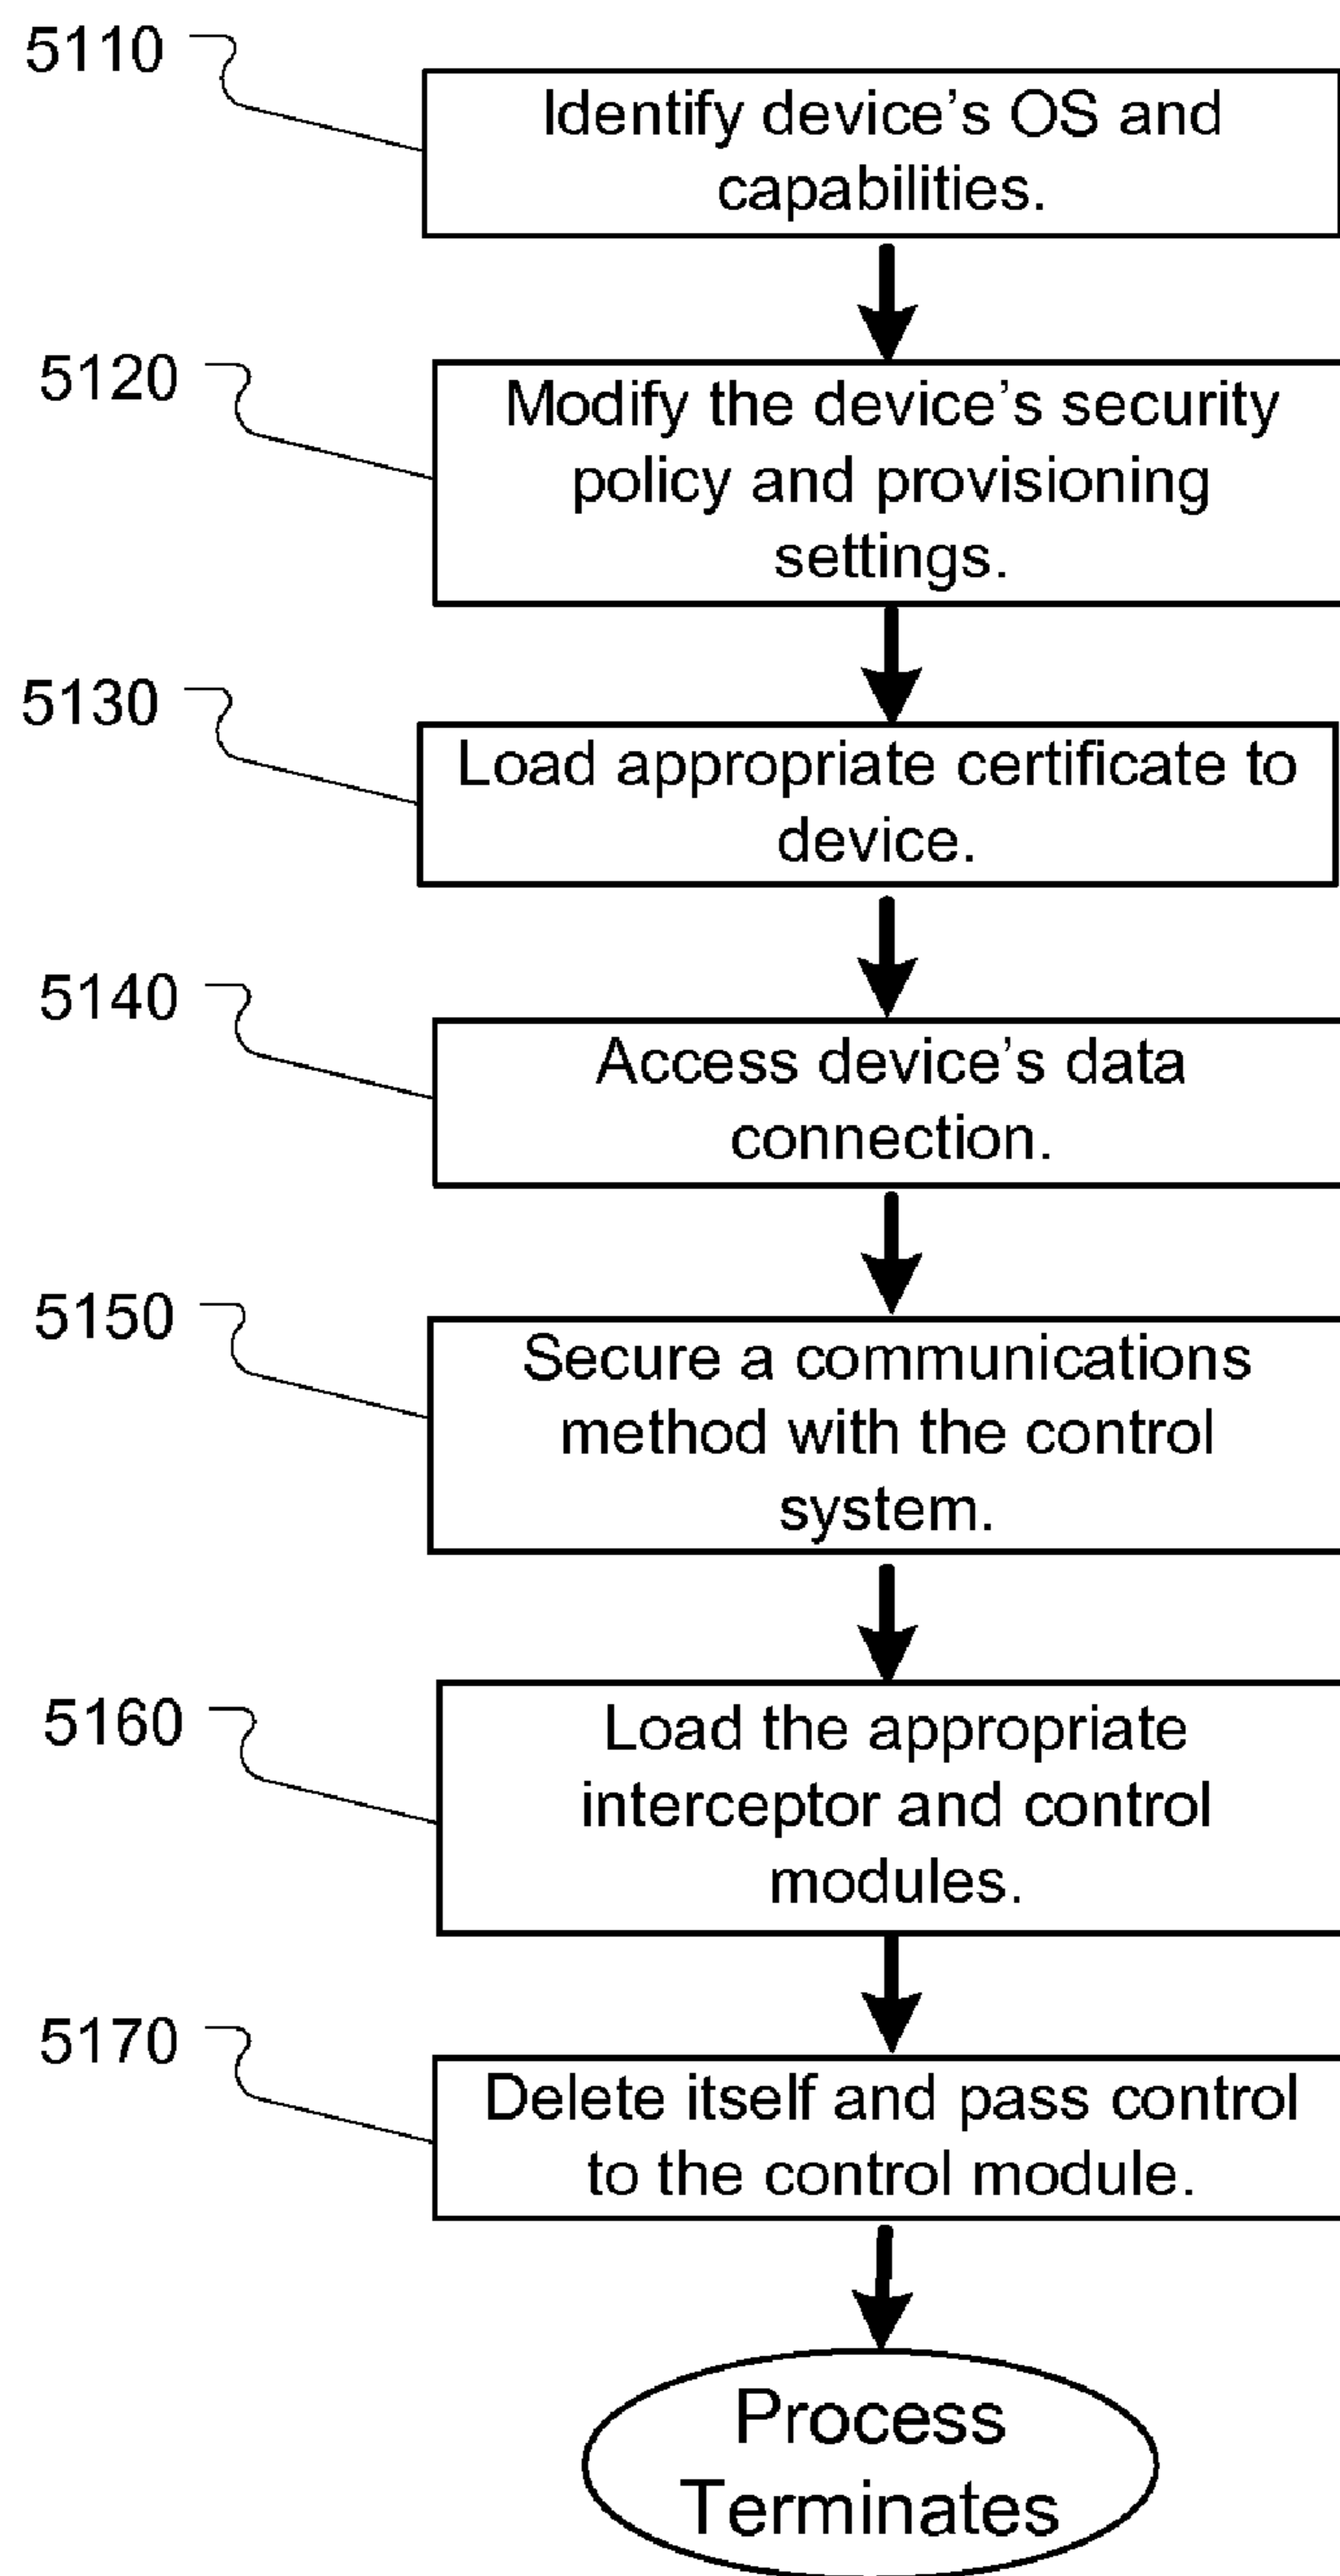 5110
Identify device’s OS and
capabilities.
5120
Modify the device’s security
policy and provisioning
settings.
5130
Load appropriate certificate to
device.
5140
Access device’s data
connection.
5150
Secure a communications
method with the control
system.
5160
Load the appropriate
interceptor and control
modules.
5170
Delete itself and pass control
to the control module.
Process
Terminates